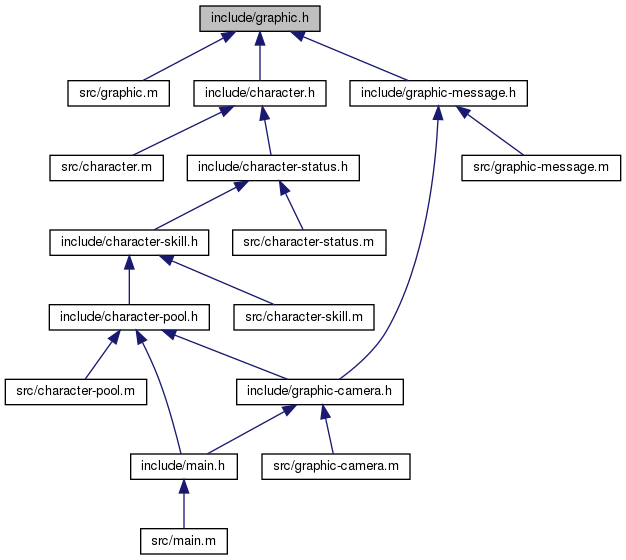 include/graphic.h
src/graphic.m
include/character.h
include/graphic-message.h
src/character.m
include/character-status.h
src/graphic-message.m
include/character-skill.h
src/character-status.m
include/character-pool.h
src/character-skill.m
src/character-pool.m
include/graphic-camera.h
include/main.h
src/graphic-camera.m
src/main.m